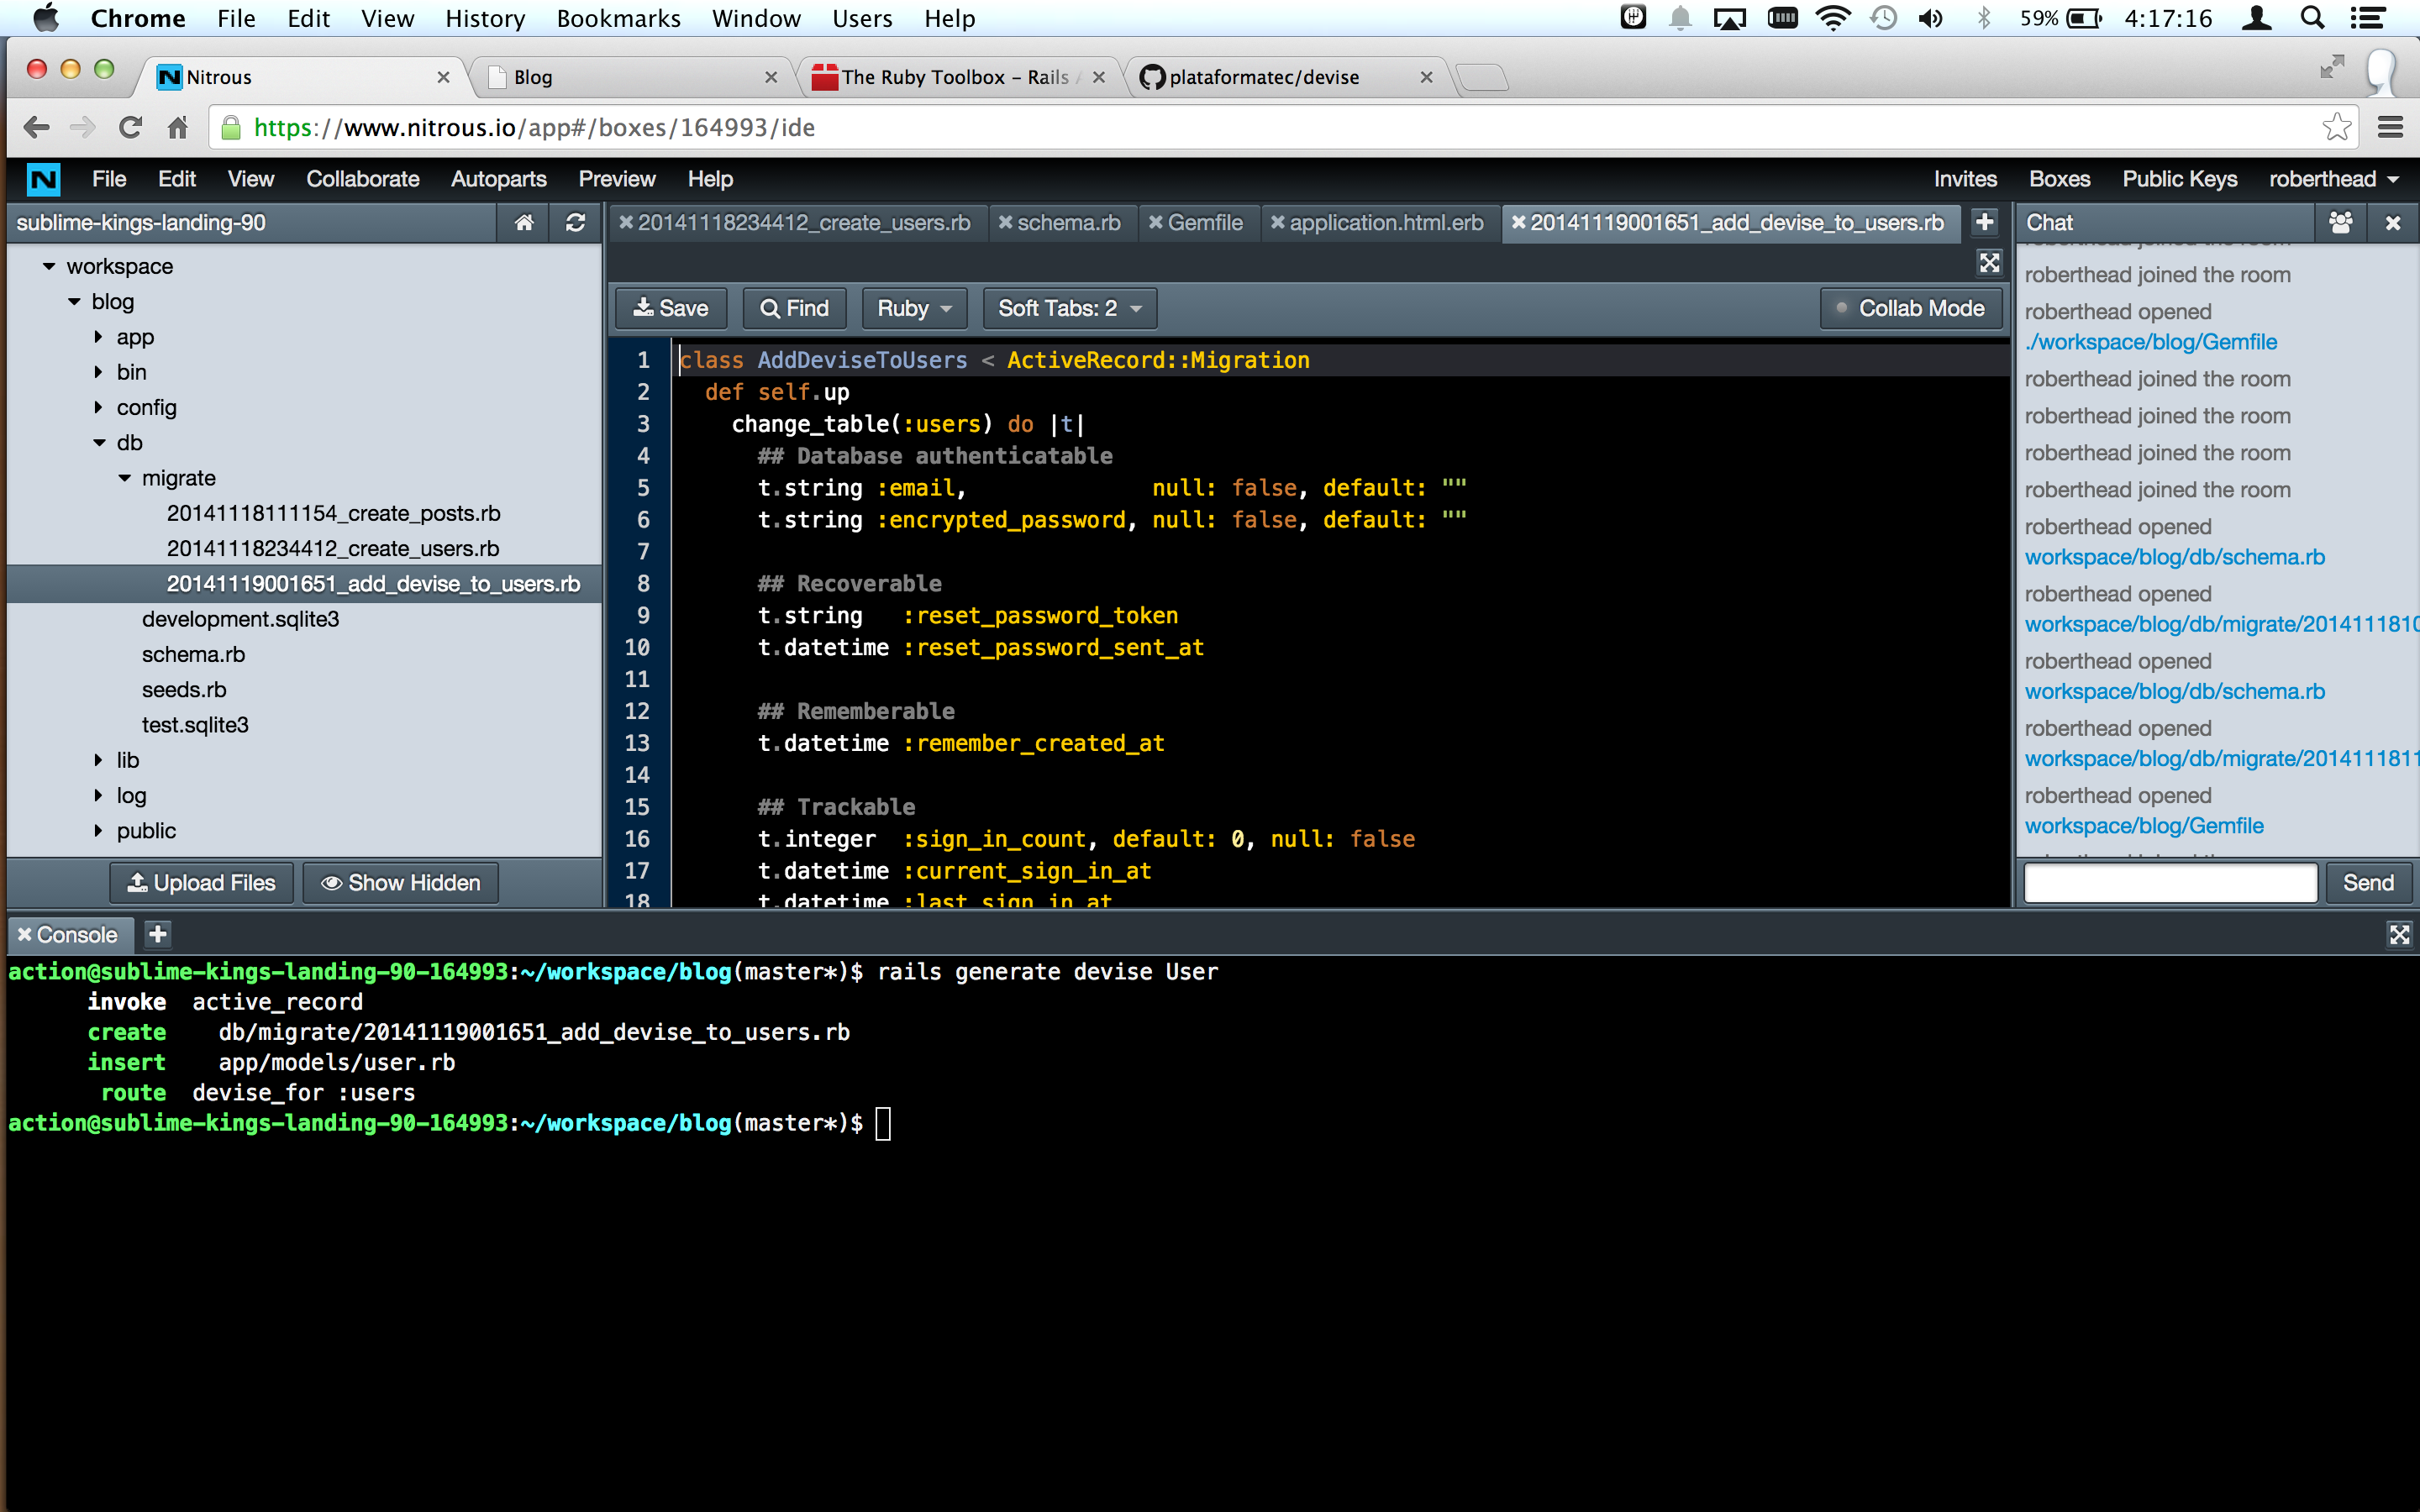 Chrome File Edit View History Bookmarks Window Users Help 59% 4:17:16
Nitrous
Blog
The Ruby Toolbox - Rails
plataformatec/devise
https://www.nitrous.io/app#/boxes/164993/ide
N File Edit View Collaborate Autoparts Preview Help Invites Boxes Public Keys roberthead
sublime-kings-landing-90
workspace
blog
app
bin
config
db
migrate
20141118111154_create_posts.rb
20141118234412_create_users.rb
20141119001651_add_devise_to_users.rb
development.sqlite3
schema.rb
seeds.rb
test.sqlite3
lib
log
public
Upload Files Show Hidden
20141118234412_create_users.rb schema.rb Gemfile application.html.erb 20141119001651_add_devise_to_users.rb
Save Find Ruby Soft Tabs: 2 Collab Mode
1 class AddDeviseToUsers < ActiveRecord::Migration
2 def self.up
3 change_table(:users) do |t|
4 ## Database authenticatable
5 t.string :email, null: false, default: ""
6 t.string :encrypted_password, null: false, default: ""
7
8 ## Recoverable
9 t.string :reset_password_token
10 t.datetime :reset_password_sent_at
11
12 ## Rememberable
13 t.datetime :remember_created_at
14
15 ## Trackable
16 t.integer :sign_in_count, default: 0, null: false
17 t.datetime :current_sign_in_at
18 t.datetime :last_sign_in_at
Chat
roberthead joined the room
roberthead joined the room
roberthead opened
./workspace/blog/Gemfile
roberthead joined the room
roberthead joined the room
roberthead joined the room
roberthead joined the room
roberthead opened
workspace/blog/db/schema.rb
roberthead opened
workspace/blog/db/migrate/2014111810
roberthead opened
workspace/blog/db/schema.rb
roberthead opened
workspace/blog/db/migrate/2014111811
roberthead opened
workspace/blog/Gemfile
Send
Console
action@sublime-kings-landing-90-164993:~/workspace/blog(master*)$ rails generate devise User
invoke active_record
create db/migrate/20141119001651_add_devise_to_users.rb
insert app/models/user.rb
route devise_for :users
action@sublime-kings-landing-90-164993:~/workspace/blog(master*)$